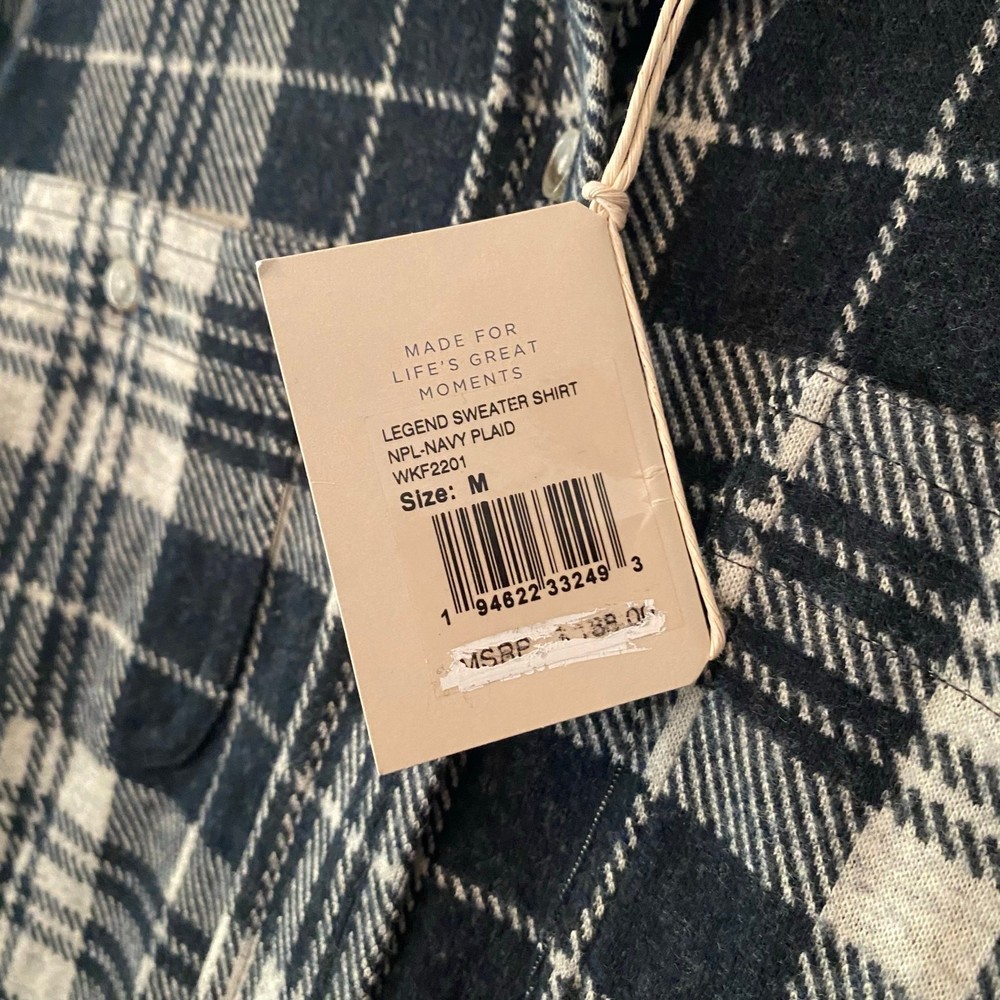 MADE FOR
LIFE'S GREAT
MOMENTS
LEGEND SWEATER SHIRT
NPL-NAVY PLAID
WKF2201
Size: M
1 94622 33249 3
MSRP